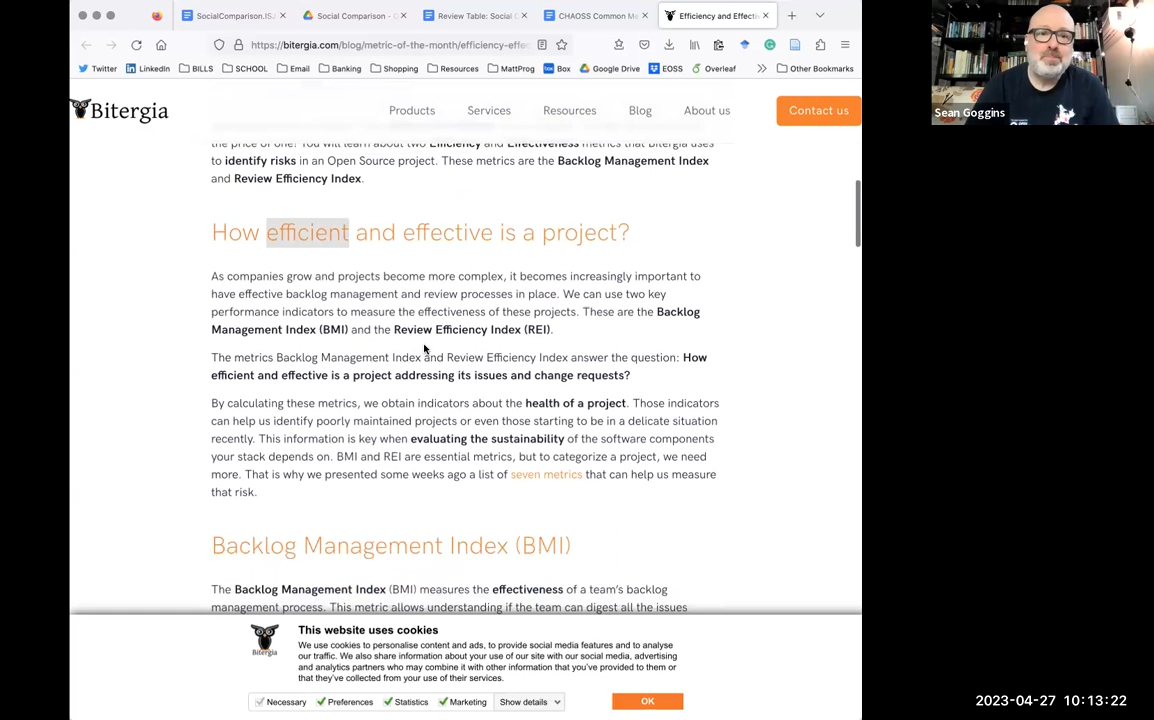 SocialComparison.IS.
Social Comparison -
Review Table: Social C
CHAOSS Common Me
Efficiency and Effecti
https://bitergia.com/blog/metric-of-the-month/efficiency-effe
Twitter LinkedIn BILLS SCHOOL Email Banking Shopping Resources MattProg Box Google Drive EOSS Overleaf Other Bookmarks
Bitergia
Products Services Resources Blog About us Contact us
Sean Goggins
the price of one! You will learn about two Efficiency and Effectiveness metrics that Bitergia uses
to identify risks in an Open Source project. These metrics are the Backlog Management Index
and Review Efficiency Index.
How efficient and effective is a project?
As companies grow and projects become more complex, it becomes increasingly important to
have effective backlog management and review processes in place. We can use two key
performance indicators to measure the effectiveness of these projects. These are the Backlog
Management Index (BMI) and the Review Efficiency Index (REI).
The metrics Backlog Management Index and Review Efficiency Index answer the question: How
efficient and effective is a project addressing its issues and change requests?
By calculating these metrics, we obtain indicators about the health of a project. Those indicators
can help us identify poorly maintained projects or even those starting to be in a delicate situation
recently. This information is key when evaluating the sustainability of the software components
your stack depends on. BMI and REI are essential metrics, but to categorize a project, we need
more. That is why we presented some weeks ago a list of seven metrics that can help us measure
that risk.
Backlog Management Index (BMI)
The Backlog Management Index (BMI) measures the effectiveness of a team's backlog
management process. This metric allows understanding if the team can digest all the issues
Bitergia
This website uses cookies
We use cookies to personalise content and ads, to provide social media features and to analyse
our traffic. We also share information about your use of our site with our social media, advertising
and analytics partners who may combine it with other information that you've provided to them or
that they've collected from your use of their services.
Necessary Preferences Statistics Marketing Show details OK
2023-04-27 10:13:22